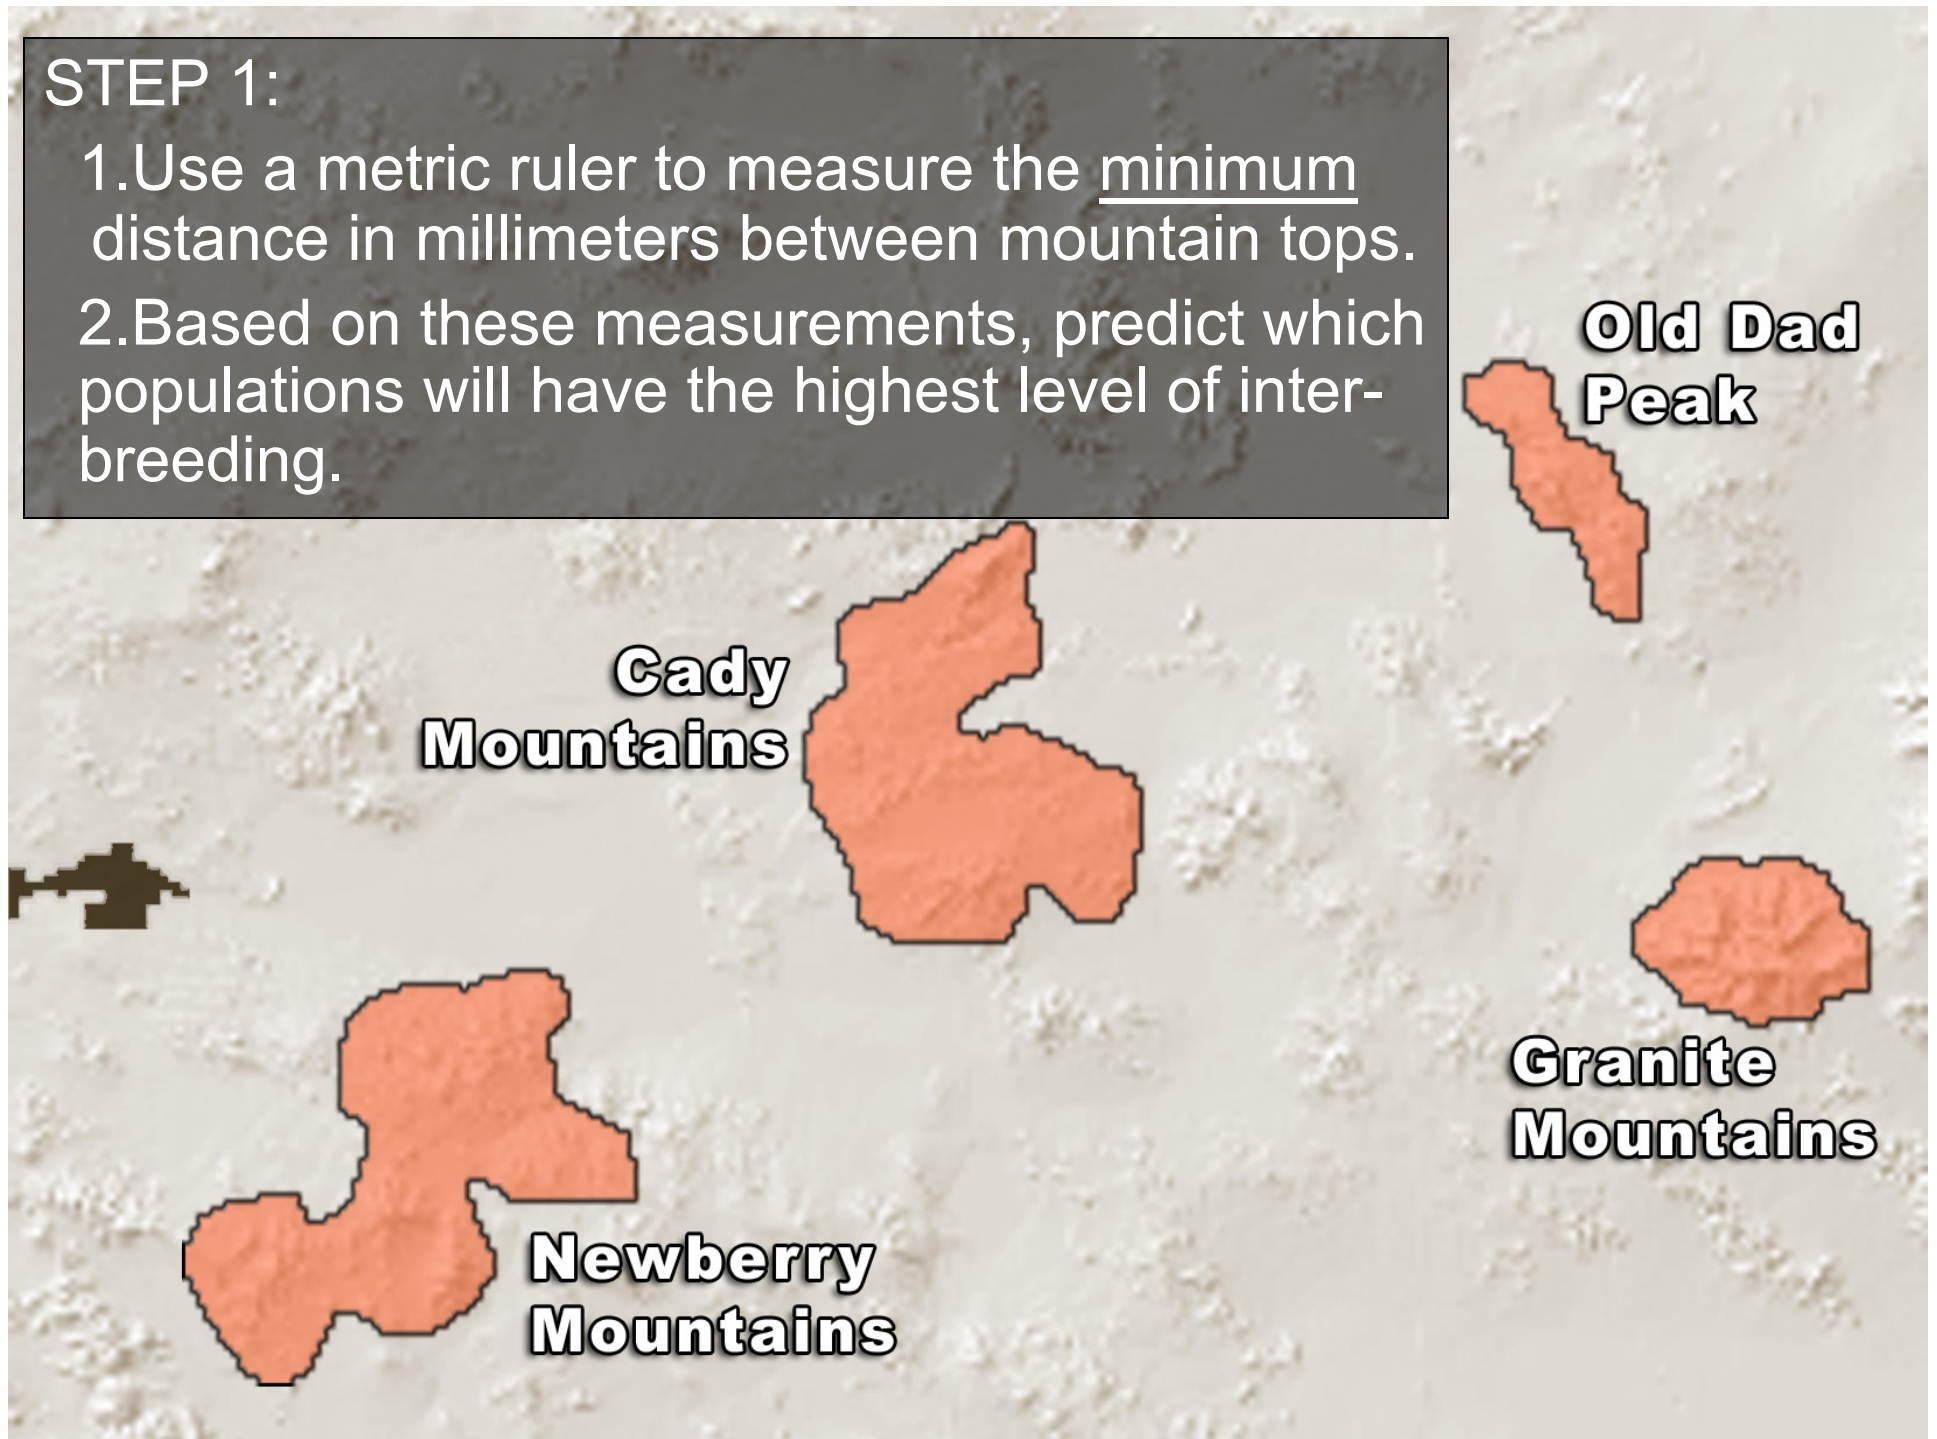 STEP 1:
1.Use a metric ruler to measure the minimum
distance in millimeters between mountain tops.
2.Based on these measurements, predict which
populations will have the highest level of inter-
breeding.
Old Dad
Peak
Cady
Mountains
Granite
Mountains
Newberry
Mountains